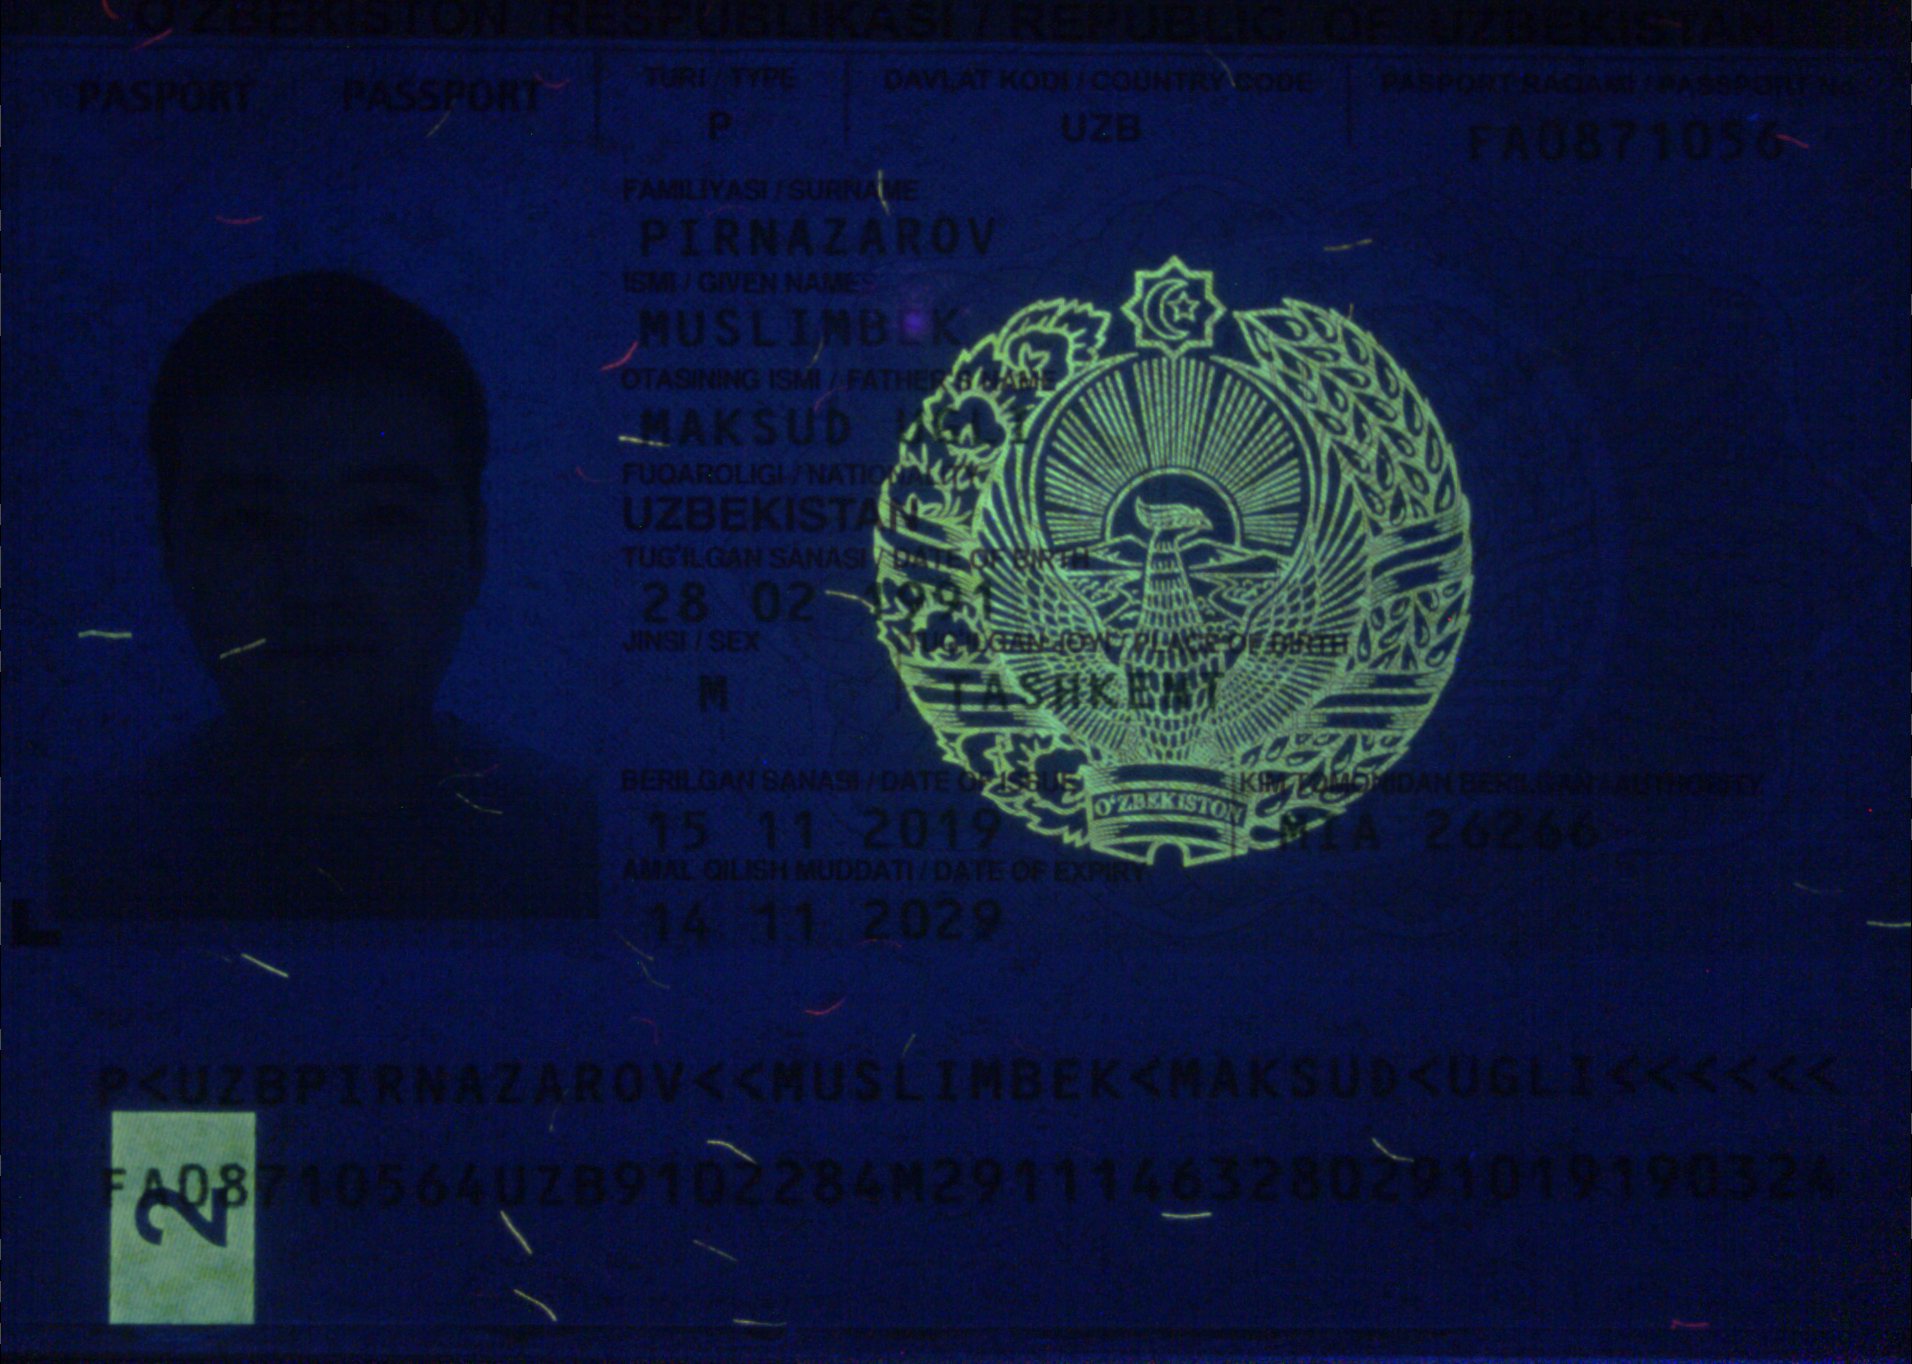 O'ZBEKISTON RESPUBLIKASI / REPUBLIC OF UZBEKISTAN
PASPORT PASSPORT
TURI / TYPE
P
DAVLAT KODI / COUNTRY CODE
UZB
PASPORT RAQAMI / PASSPORT No
FA0871056
FAMILIYASI / SURNAME
PIRNAZAROV
ISMI / GIVEN NAMES
MUSLIMBEK
OTASINING ISMI / FATHER'S NAME
MAKSUD UGLI
FUQAROLIGI / NATIONALITY
UZBEKISTAN
TUG'ILGAN SANASI / DATE OF BIRTH
28 02 1991
JINSI / SEX
M
TUG'ILGAN JOYI / PLACE OF BIRTH
TASHKENT
BERILGAN SANASI / DATE OF ISSUE
15 11 2019
KIM TOMONIDAN BERILGAN / AUTHORITY
MIA 26266
O'ZBEKISTON
AMAL QILISH MUDDATI / DATE OF EXPIRY
14 11 2029
P<UZBPIRNAZAROV<<MUSLIMBEK<MAKSUD<UGLI<<<<<<
FA08710564UZB9102284M29111463280291019190324
2